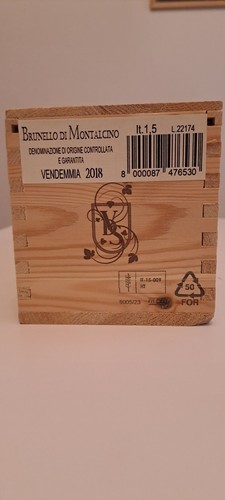 BRUNELLO DI MONTALCINO
lt.1,5
L.22174
DENOMINAZIONE DI ORIGINE CONTROLLATA
E GARANTITA
VENDEMMIA 2018
8 000087 476530
50
FOR